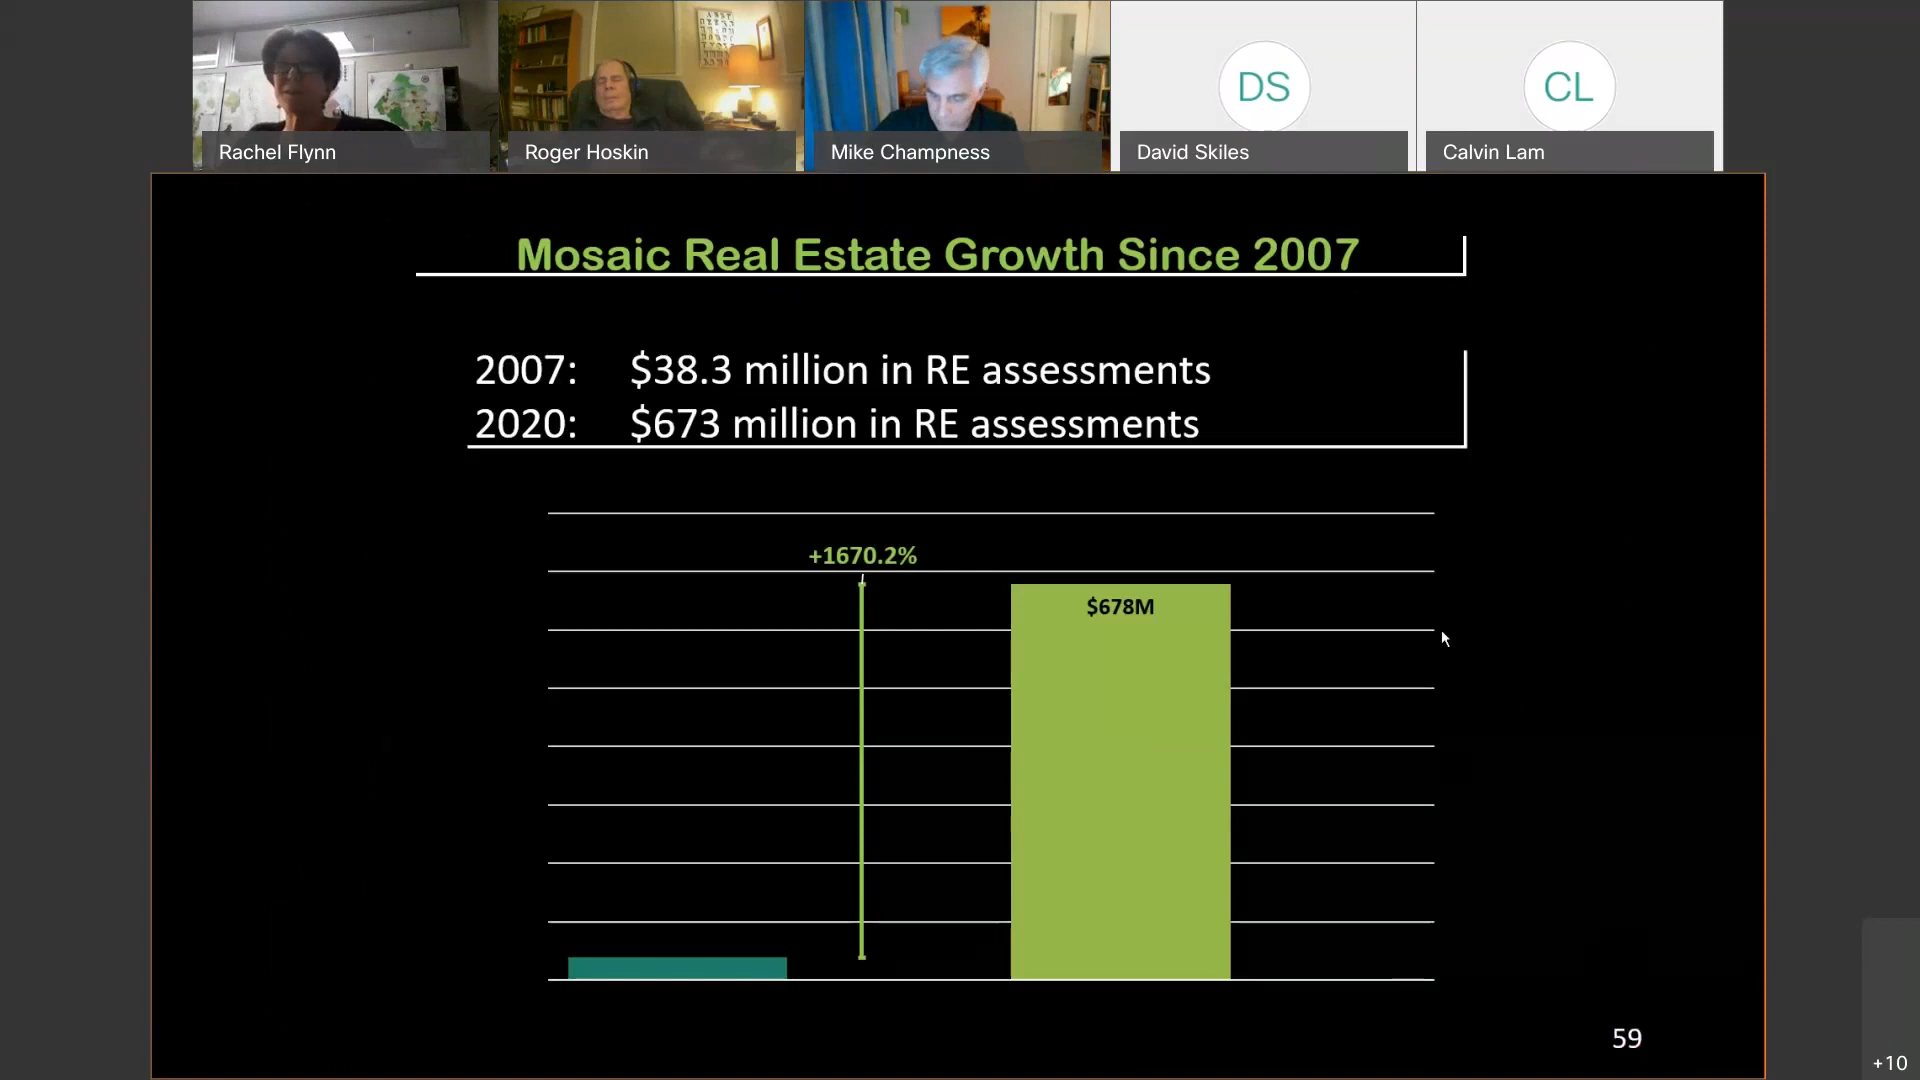 Rachel Flynn
Roger Hoskin
Mike Champness
DS
David Skiles
CL
Calvin Lam
Mosaic Real Estate Growth Since 2007
2007: $38.3 million in RE assessments
2020: $673 million in RE assessments
+1670.2%
$678M
59
+10